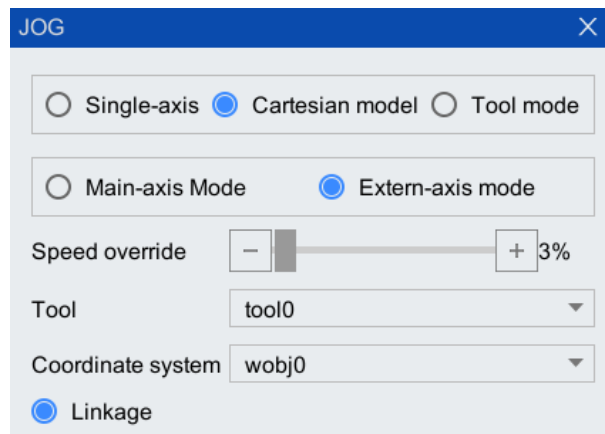 JOG
Single-axis Cartesian model Tool mode
Main-axis Mode Extern-axis mode
Speed override 3%
Tool tool0
Coordinate system wobj0
Linkage